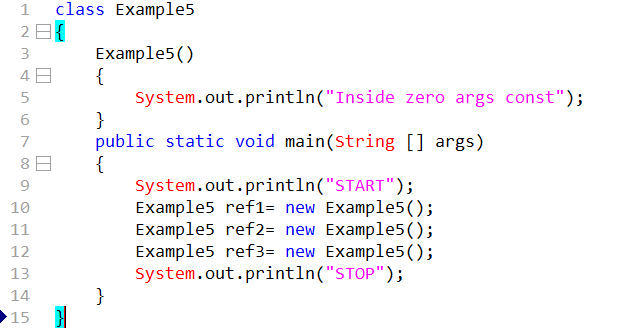 1 class Example5
2 {
3     Example5()
4     {
5         System.out.println("Inside zero args const");
6     }
7     public static void main(String [] args)
8     {
9         System.out.println("START");
10         Example5 ref1= new Example5();
11         Example5 ref2= new Example5();
12         Example5 ref3= new Example5();
13         System.out.println("STOP");
14     }
15 }